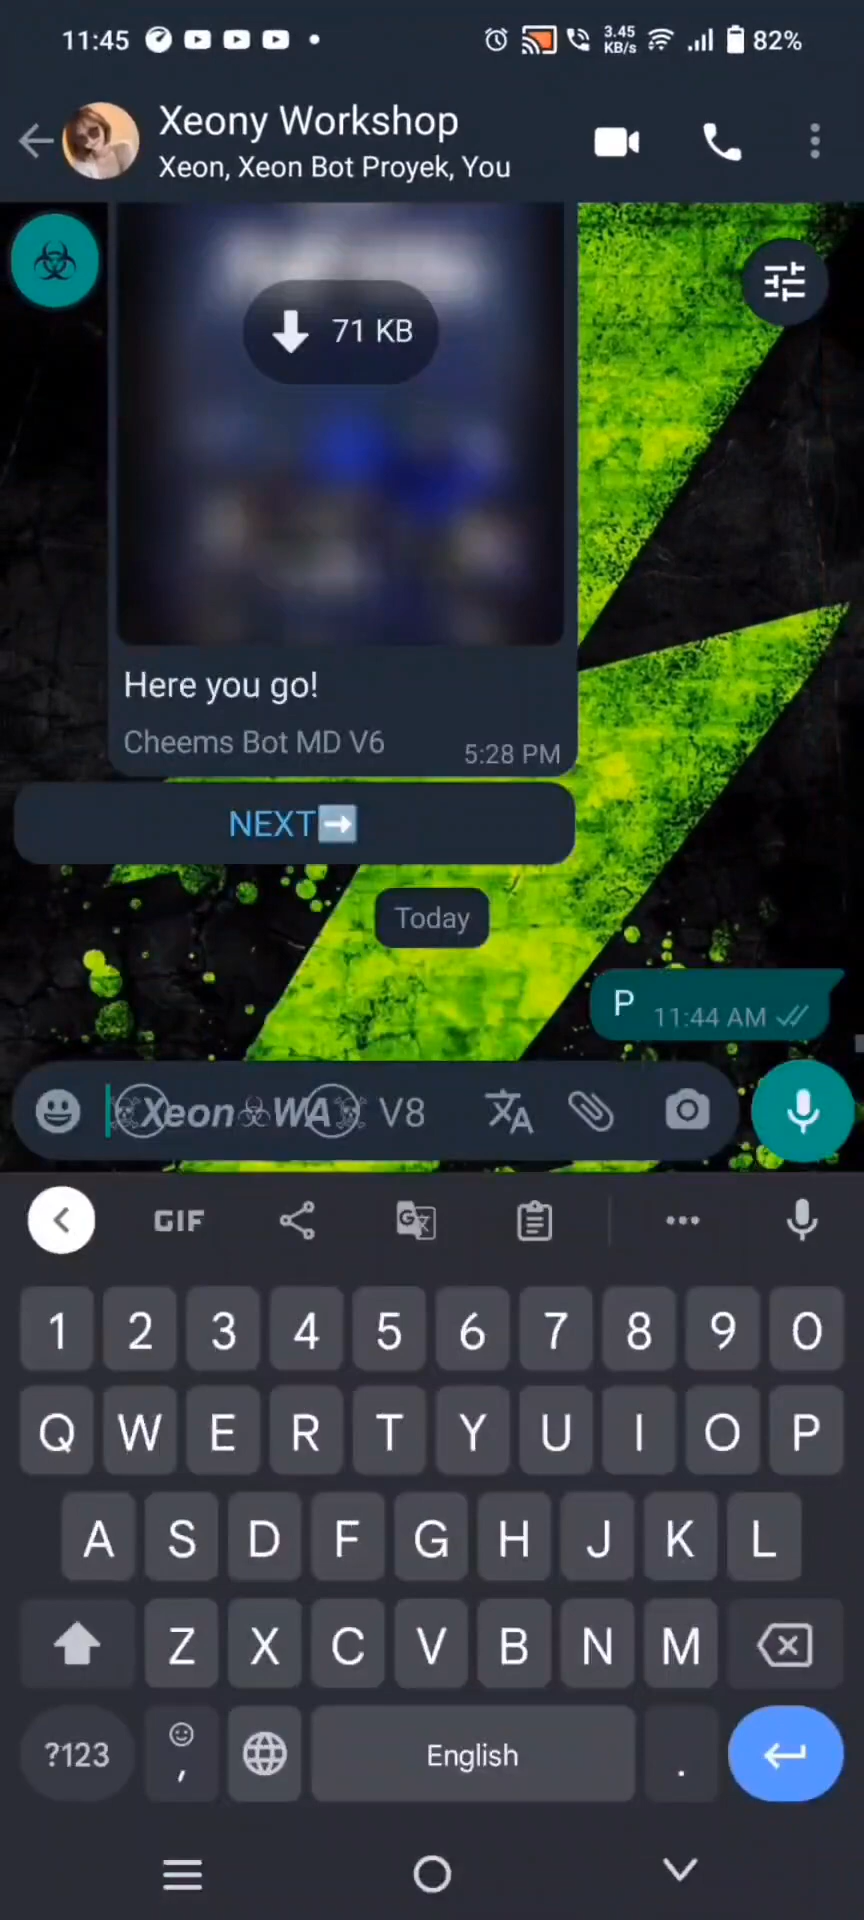 11:45
3.45
KB/s
82%
Xeony Workshop
Xeon, Xeon Bot Proyek, You
71 KB
Here you go!
Cheems Bot MD V6
5:28 PM
NEXT➡️
Today
P
11:44 AM
☠Xeon☣WA☠ V8
GIF
1 2 3 4 5 6 7 8 9 0
Q W E R T Y U I O P
A S D F G H J K L
Z X C V B N M
?123 , English .